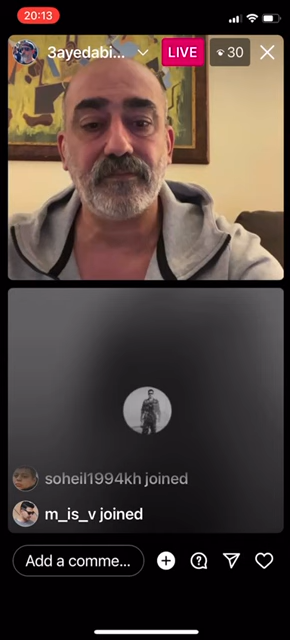 20:13
3ayedabi...
LIVE
30
soheil1994kh joined
m_is_v joined
Add a comme...